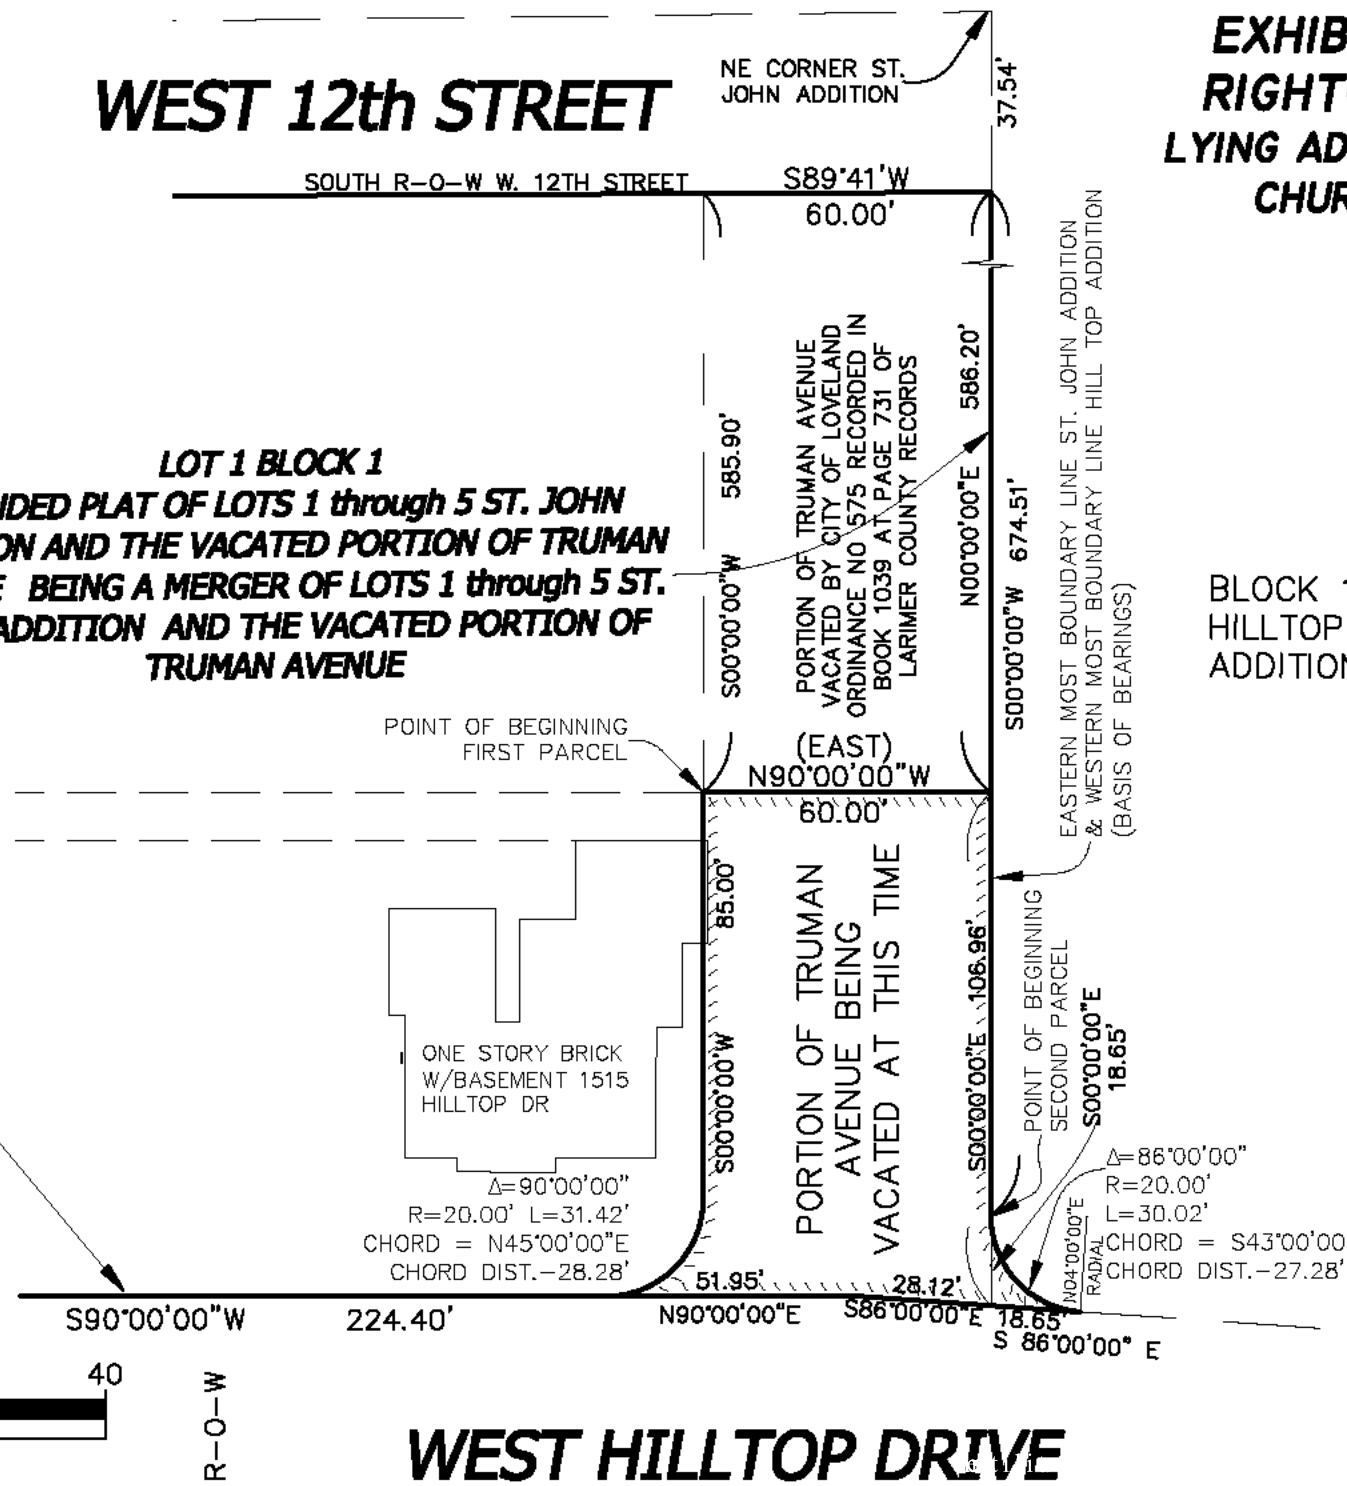 EXHIB
RIGHT-
LYING AD
CHUR
NE CORNER ST.
JOHN ADDITION
37.54'
WEST 12th STREET
SOUTH R-O-W W. 12TH STREET
S89°41'W
60.00'
EASTERN MOST BOUNDARY LINE ST. JOHN ADDITION
& WESTERN MOST BOUNDARY LINE HILL TOP ADDITION
(BASIS OF BEARINGS)
PORTION OF TRUMAN AVENUE
VACATED BY CITY OF LOVELAND
ORDINANCE NO 575 RECORDED IN
BOOK 1039 AT PAGE 731 OF
LARIMER COUNTY RECORDS
S00°00'00"W 585.90'
N00°00'00"E 586.20'
S00°00'00"W 674.51'
LOT 1 BLOCK 1
NDED PLAT OF LOTS 1 through 5 ST. JOHN
ON AND THE VACATED PORTION OF TRUMAN
E BEING A MERGER OF LOTS 1 through 5 ST.
ADDITION AND THE VACATED PORTION OF
TRUMAN AVENUE
BLOCK 1
HILLTOP
ADDITION
POINT OF BEGINNING
FIRST PARCEL
(EAST)
N90°00'00"W
60.00'
S00°00'00"W 85.00'
PORTION OF TRUMAN
AVENUE BEING
VACATED AT THIS TIME
S00°00'00"E 106.96'
POINT OF BEGINNING
SECOND PARCEL
S00°00'00"E
18.65'
ONE STORY BRICK
W/BASEMENT 1515
HILLTOP DR
Δ=90°00'00"
R=20.00' L=31.42'
CHORD = N45°00'00"E
CHORD DIST.-28.28'
Δ=86°00'00"
R=20.00'
L=30.02'
CHORD = S43°00'00
CHORD DIST.-27.28'
N04°00'00"E
RADIAL
51.95'
28.12'
S90°00'00"W
224.40'
N90°00'00"E
S86°00'00"E
18.65'
S 86°00'00" E
40
R-O-W
WEST HILLTOP DRIVE